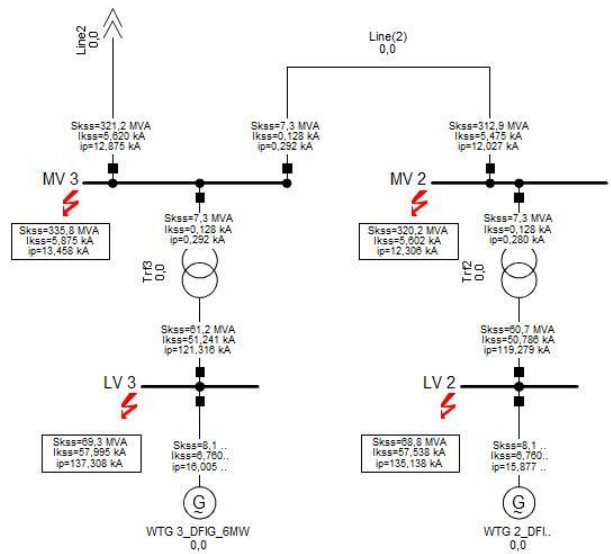 Line2
0,0
Line(2)
0,0
Skss=321,2 MVA
Ikss=5,620 kA
ip=12,875 kA
Skss=7,3 MVA
Ikss=0,128 kA
ip=0,292 kA
Skss=312,9 MVA
Ikss=5,475 kA
ip=12,027 kA
MV 3
MV 2
Skss=335,8 MVA
Ikss=5,875 kA
ip=13,458 kA
Skss=7,3 MVA
Ikss=0,128 kA
ip=0,292 kA
Skss=320,2 MVA
Ikss=5,602 kA
ip=12,306 kA
Skss=7,3 MVA
Ikss=0,128 kA
ip=0,280 kA
Trf3
0,0
Trf2
0,0
Skss=61,2 MVA
Ikss=51,241 kA
ip=121,316 kA
Skss=60,7 MVA
Ikss=50,786 kA
ip=119,279 kA
LV 3
LV 2
Skss=69,3 MVA
Ikss=57,995 kA
ip=137,308 kA
Skss=8,1 ..
Ikss=6,760..
ip=16,005 ..
Skss=68,8 MVA
Ikss=57,538 kA
ip=135,138 kA
Skss=8,1 ..
Ikss=6,760..
ip=15,877 ..
G
~
G
~
WTG 3_DFIG_6MW
0,0
WTG 2_DFI..
0,0